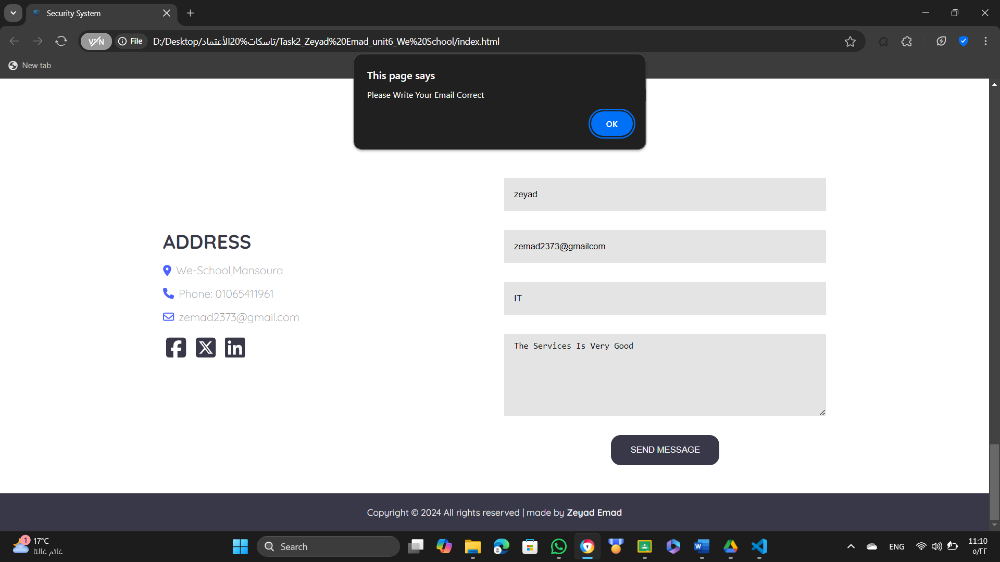 Security System
VPN
File
D:/Desktop/تاسكات%20الأعتماد/Task2_Zeyad%20Emad_unit6_We%20School/index.html
New tab
This page says
Please Write Your Email Correct
OK
zeyad
zemad2373@gmailcom
IT
The Services Is Very Good
SEND MESSAGE
ADDRESS
We-School,Mansoura
Phone: 01065411961
zemad2373@gmail.com
Copyright © 2024 All rights reserved | made by Zeyad Emad
1
17°C
غائم غالبًا
Search
ENG
11:10
٥/٢٢